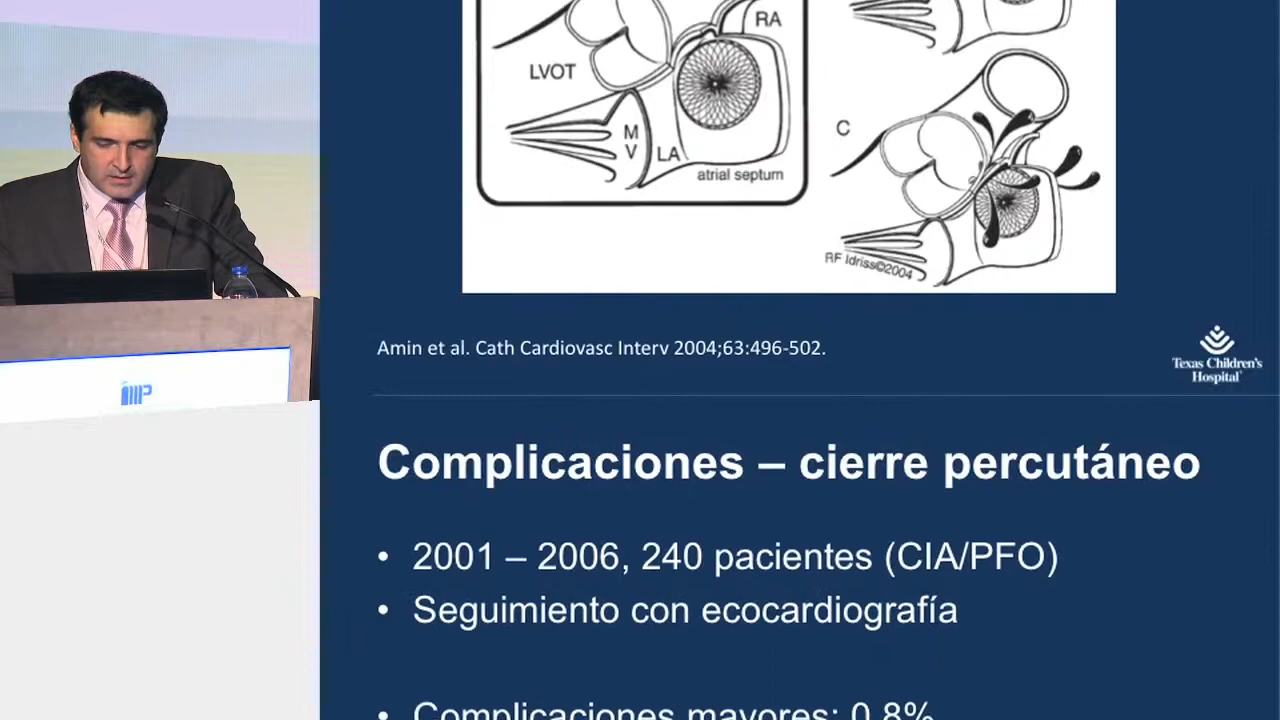 RA
LVOT
M
V
LA
atrial septum
C
RF Idriss©2004
Amin et al. Cath Cardiovasc Interv 2004;63:496-502.
Texas Children's
Hospital
Complicaciones – cierre percutáneo
• 2001 – 2006, 240 pacientes (CIA/PFO)
• Seguimiento con ecocardiografía
• Complicaciones mayores: 0.8%